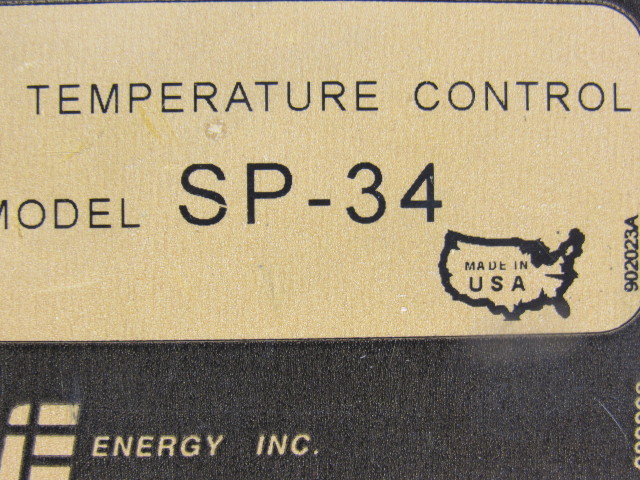 TEMPERATURE CONTROL
MODEL SP-34
MADE IN
USA
902023A
ENERGY INC.